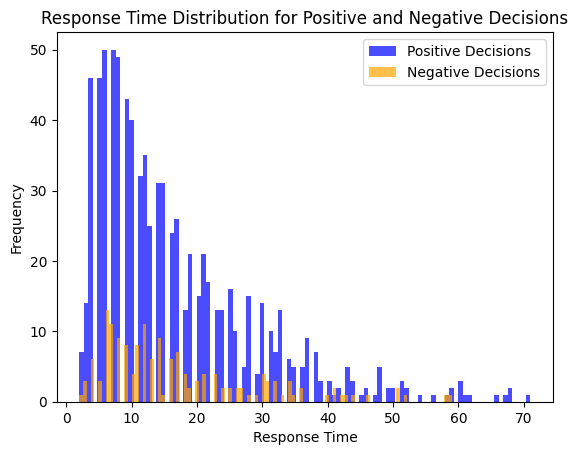 Response Time Distribution for Positive and Negative Decisions
Positive Decisions
Negative Decisions
Frequency
50
40
30
20
10
0
0 10 20 30 40 50 60 70
Response Time